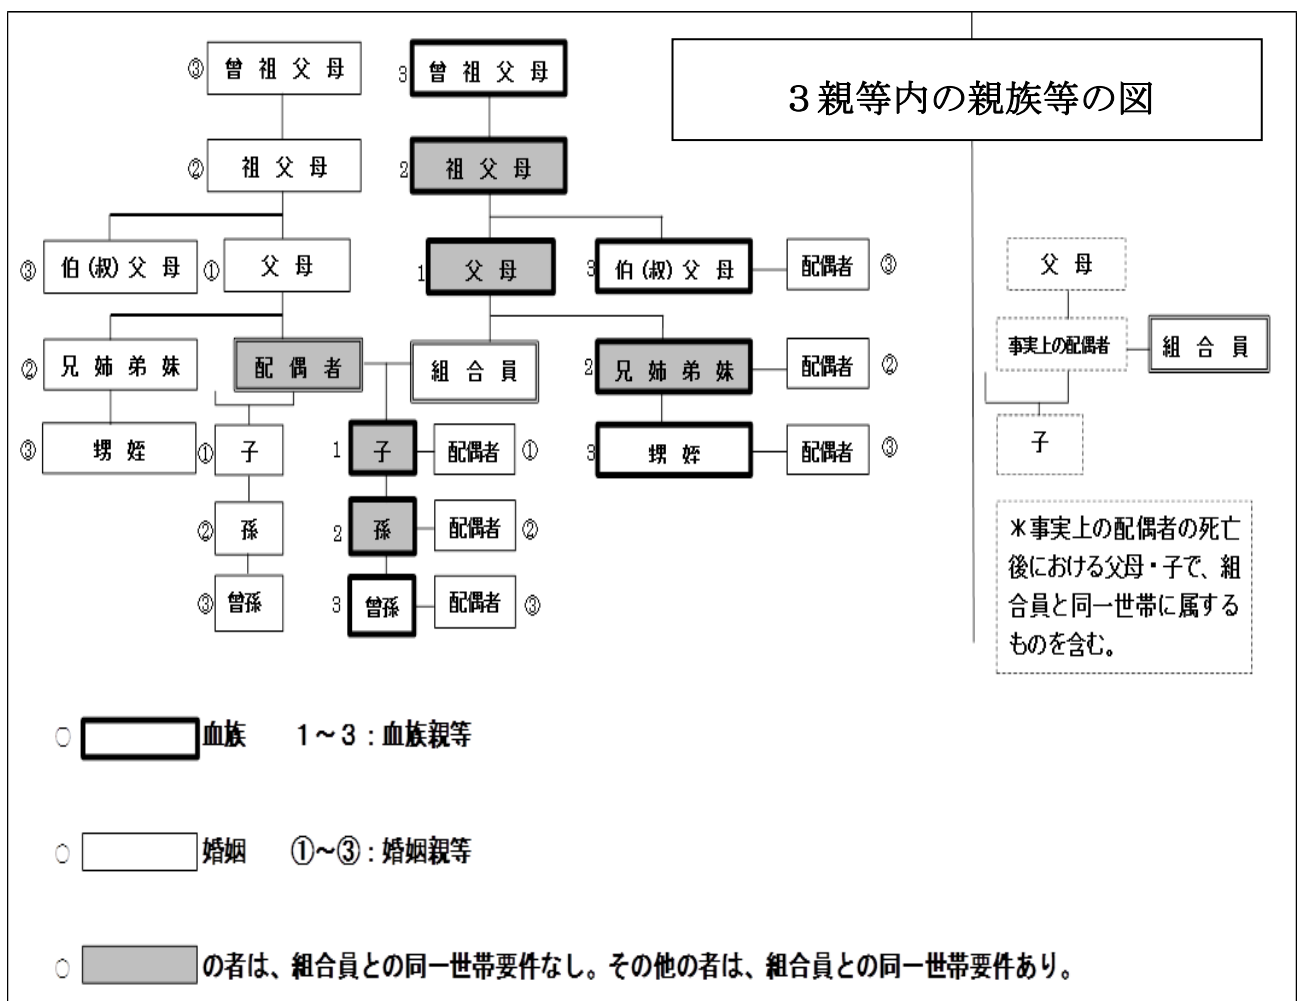 3親等内の親族等の図
③ 曾祖父母 3 曾祖父母
② 祖父母 2 祖父母
③ 伯(叔)父母 ① 父母 1 父母 3 伯(叔)父母 配偶者 ③
② 兄姉弟妹 配偶者 組合員 2 兄姉弟妹 配偶者 ②
③ 甥姪 ① 子 1 子 配偶者 ① 3 甥姪 配偶者 ③
② 孫 2 孫 配偶者 ②
③ 曾孫 3 曾孫 配偶者 ③
父母
事実上の配偶者 組合員
子
*事実上の配偶者の死亡
後における父母・子で、組
合員と同一世帯に属する
ものを含む。
○ 血族 1~3:血族親等
○ 婚姻 ①~③:婚姻親等
○ の者は、組合員との同一世帯要件なし。その他の者は、組合員との同一世帯要件あり。